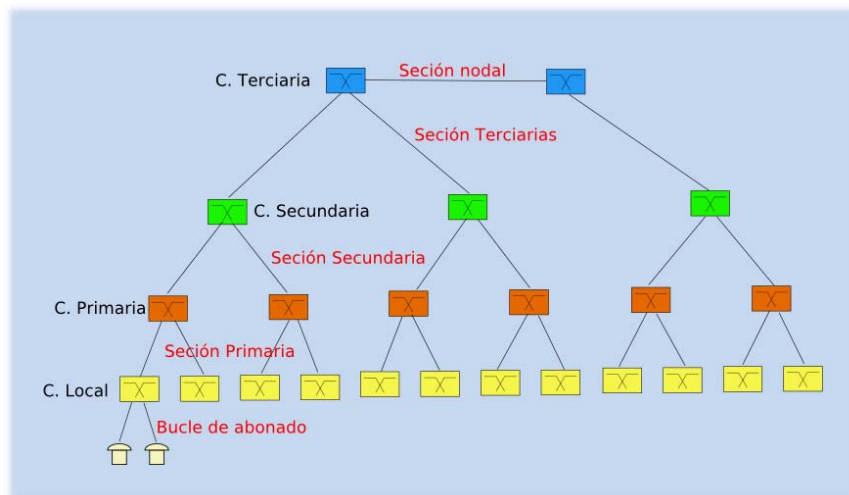 Seción nodal
C. Terciaria
Seción Terciarias
C. Secundaria
Seción Secundaria
C. Primaria
Seción Primaria
C. Local
Bucle de abonado